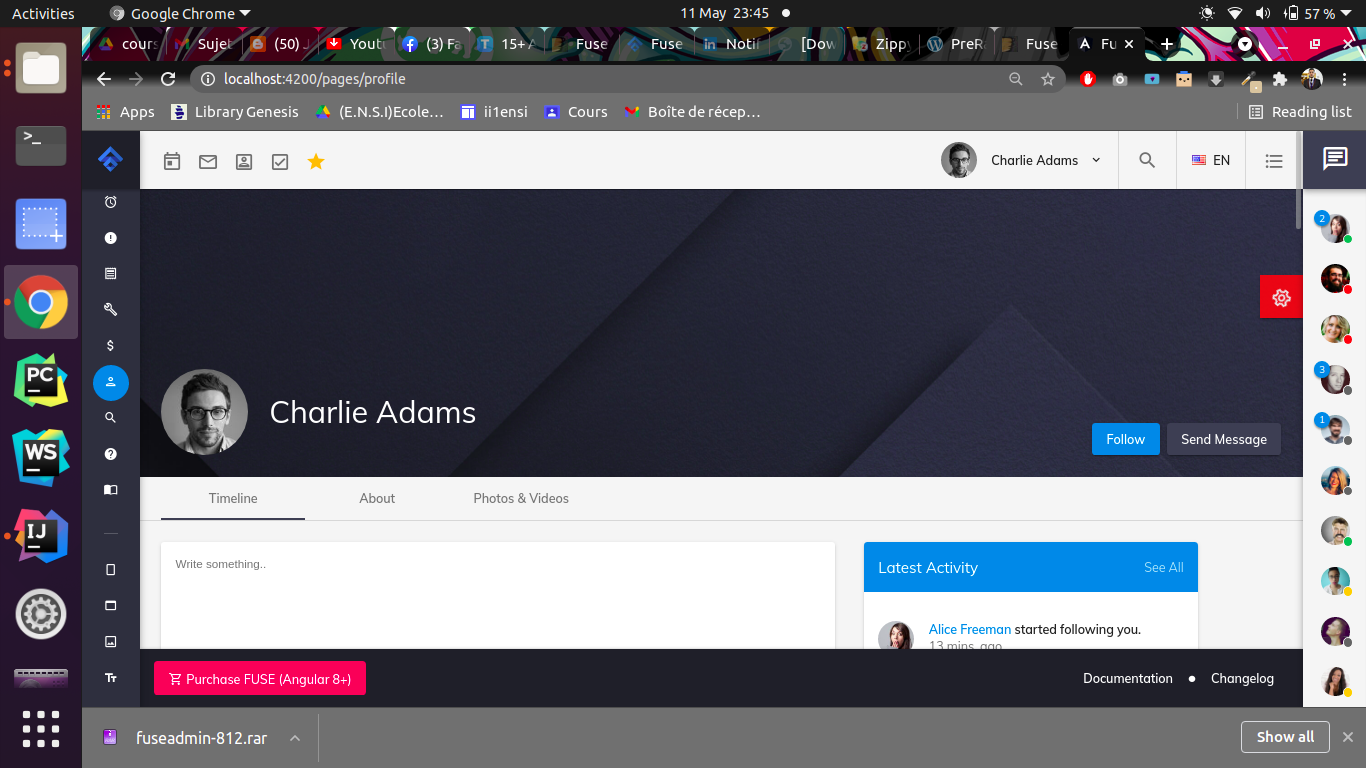 Activities
Google Chrome
11 May 23:45
57 %
cours
Sujet
(50) J
Youtu
(3) Fa
15+ A
Fuse
Fuse
Notif
[Dow
Zippy
PreRa
Fuse
Fu
localhost:4200/pages/profile
Apps
Library Genesis
(E.N.S.I)Ecole…
ii1ensi
Cours
Boîte de récep…
Reading list
Charlie Adams
EN
2
3
1
Charlie Adams
Follow
Send Message
Timeline
About
Photos & Videos
Write something..
Latest Activity
See All
Alice Freeman started following you.
13 mins. ago
Purchase FUSE (Angular 8+)
Documentation
Changelog
PC
WS
IJ
fuseadmin-812.rar
Show all